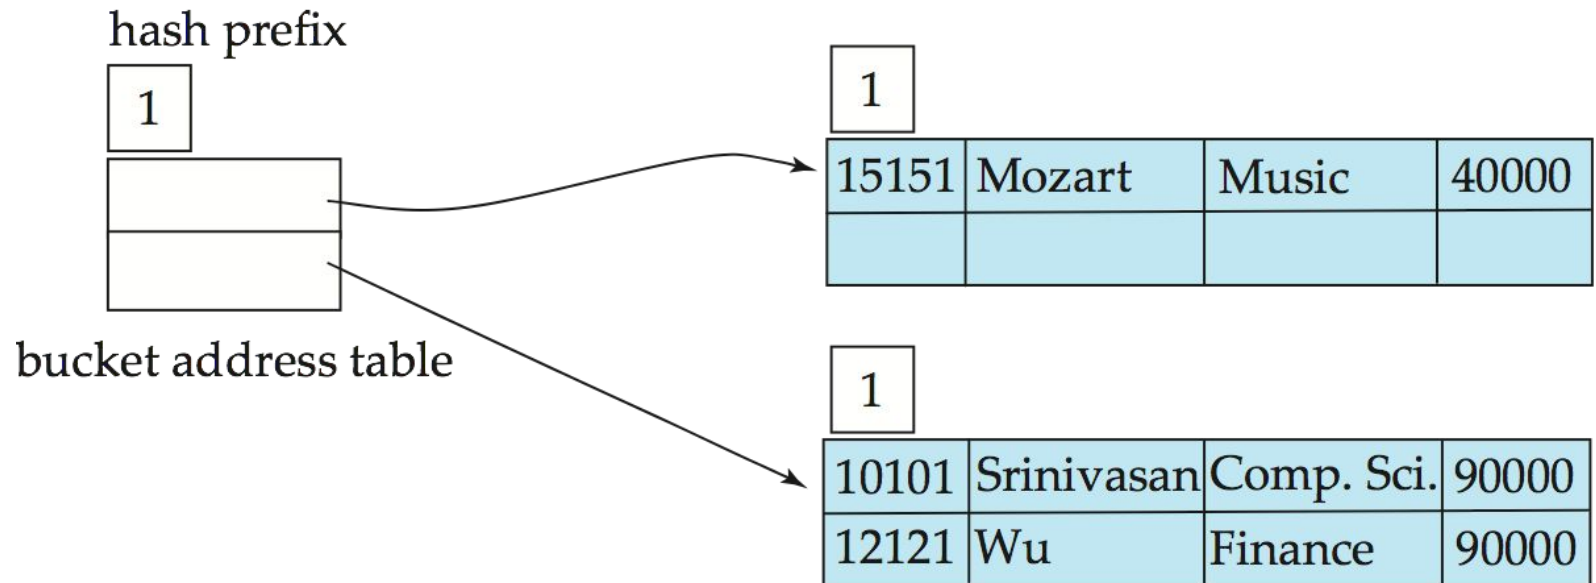 hash prefix
1
bucket address table
1
15151 Mozart Music 40000
1
10101 Srinivasan Comp. Sci. 90000
12121 Wu Finance 90000